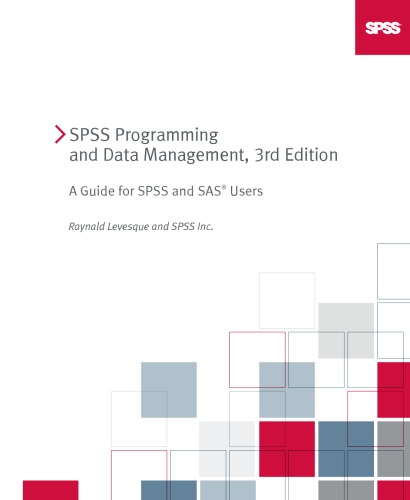 SPSS
SPSS Programming
and Data Management, 3rd Edition
A Guide for SPSS and SAS® Users
Raynald Levesque and SPSS Inc.